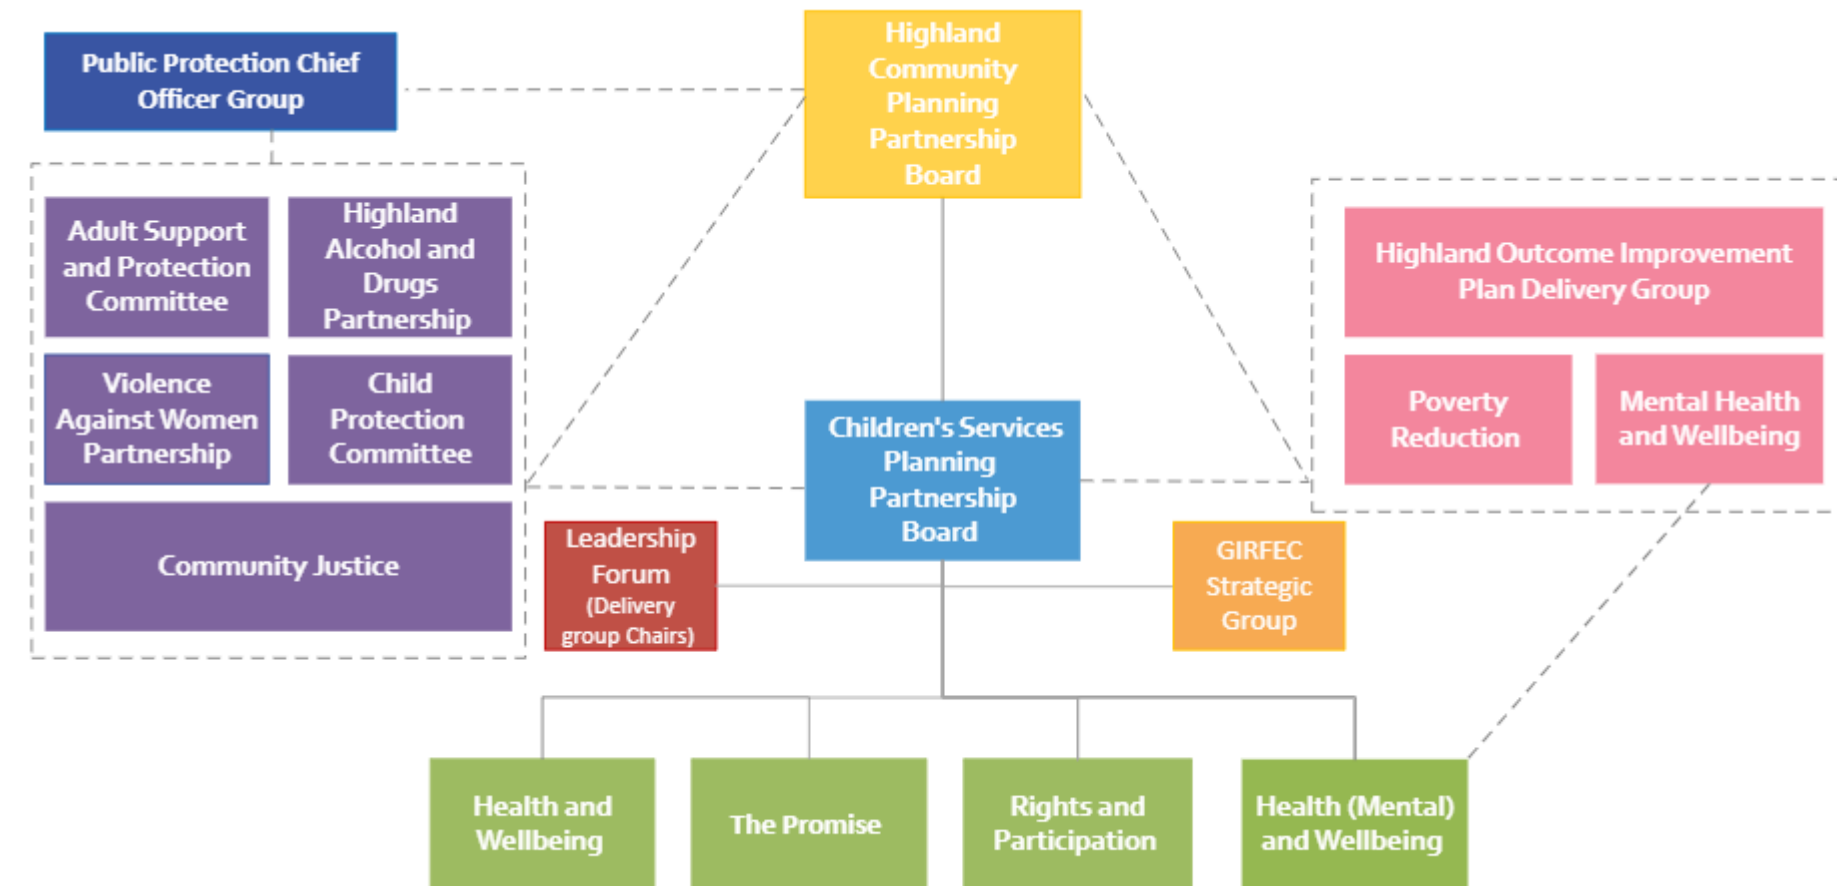 Public Protection Chief
Officer Group
Highland
Community
Planning
Partnership
Board
Adult Support
and Protection
Committee
Highland
Alcohol and
Drugs
Partnership
Violence
Against Women
Partnership
Child
Protection
Committee
Community Justice
Highland Outcome Improvement
Plan Delivery Group
Poverty
Reduction
Mental Health
and Wellbeing
Children's Services
Planning
Partnership
Board
Leadership
Forum
(Delivery
group Chairs)
GIRFEC
Strategic
Group
Health and
Wellbeing
The Promise
Rights and
Participation
Health (Mental)
and Wellbeing